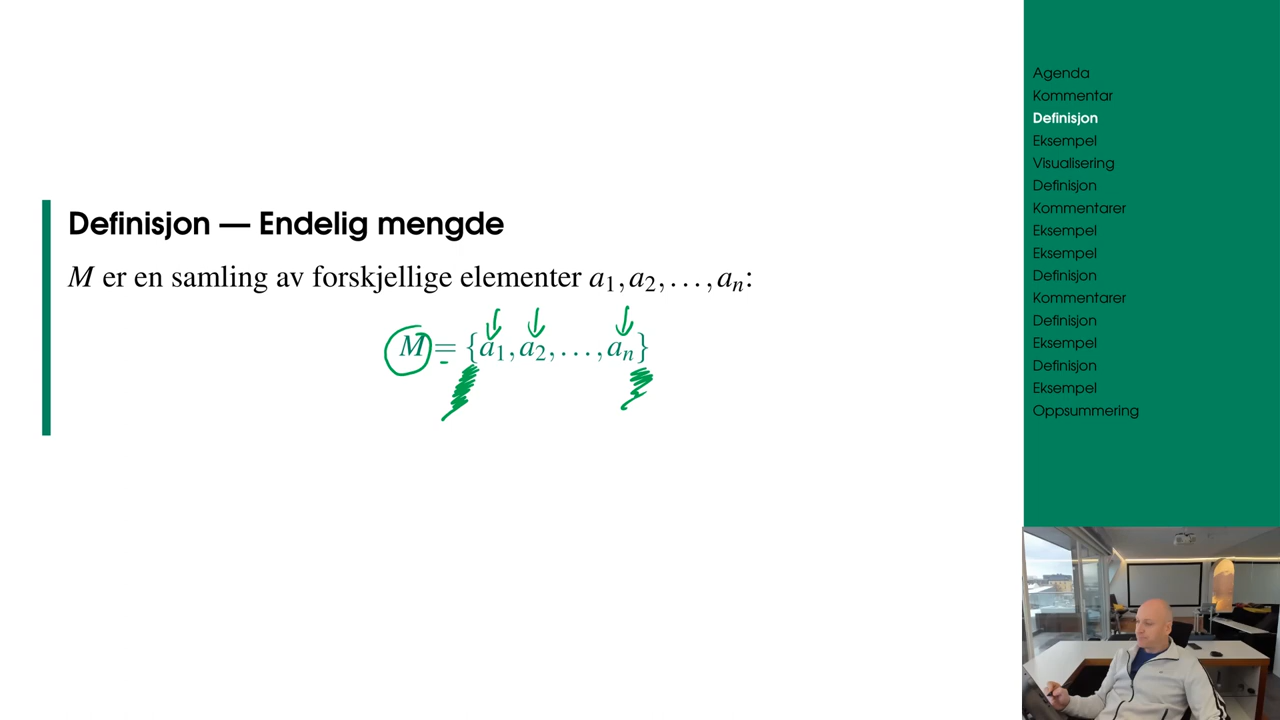 Definisjon — Endelig mengde
M er en samling av forskjellige elementer a₁, a₂, ..., aₙ:
M = {a₁, a₂, ..., aₙ}
Agenda
Kommentar
Definisjon
Eksempel
Visualisering
Definisjon
Kommentarer
Eksempel
Eksempel
Definisjon
Kommentarer
Definisjon
Eksempel
Definisjon
Eksempel
Oppsummering